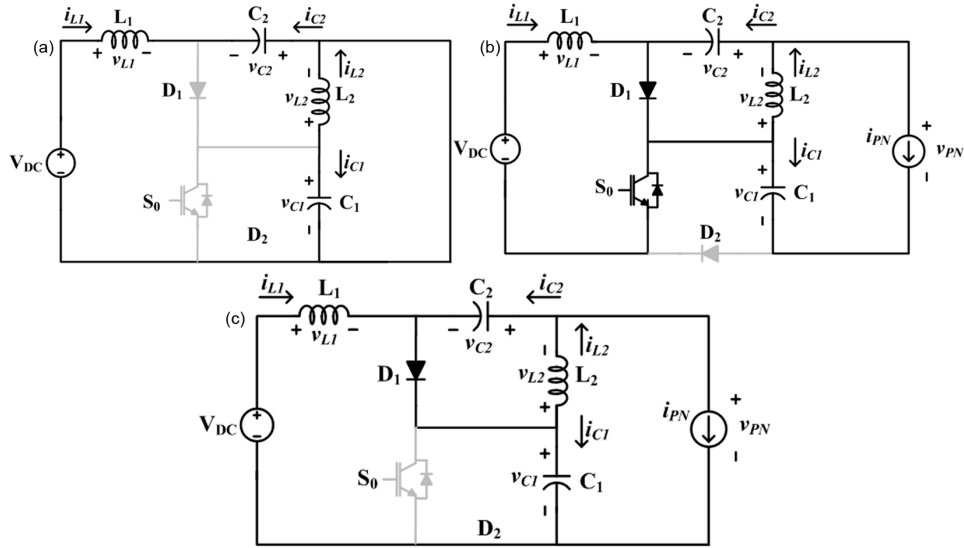 (a)
iL1
L1
C2
iC2
+ vL1 −
− vC2 +
D1
−
iL2
vL2
L2
+
VDC
+
−
iC1
S0
+
vC1
C1
−
D2
(b)
iL1
L1
C2
iC2
+ vL1 −
− vC2 +
D1
−
iL2
vL2
L2
+
VDC
+
−
iC1
iPN
+
vPN
−
S0
+
vC1
C1
−
D2
(c)
iL1
L1
C2
iC2
+ vL1 −
− vC2 +
D1
−
iL2
vL2
L2
+
VDC
+
−
iC1
iPN
+
vPN
−
S0
+
vC1
C1
−
D2